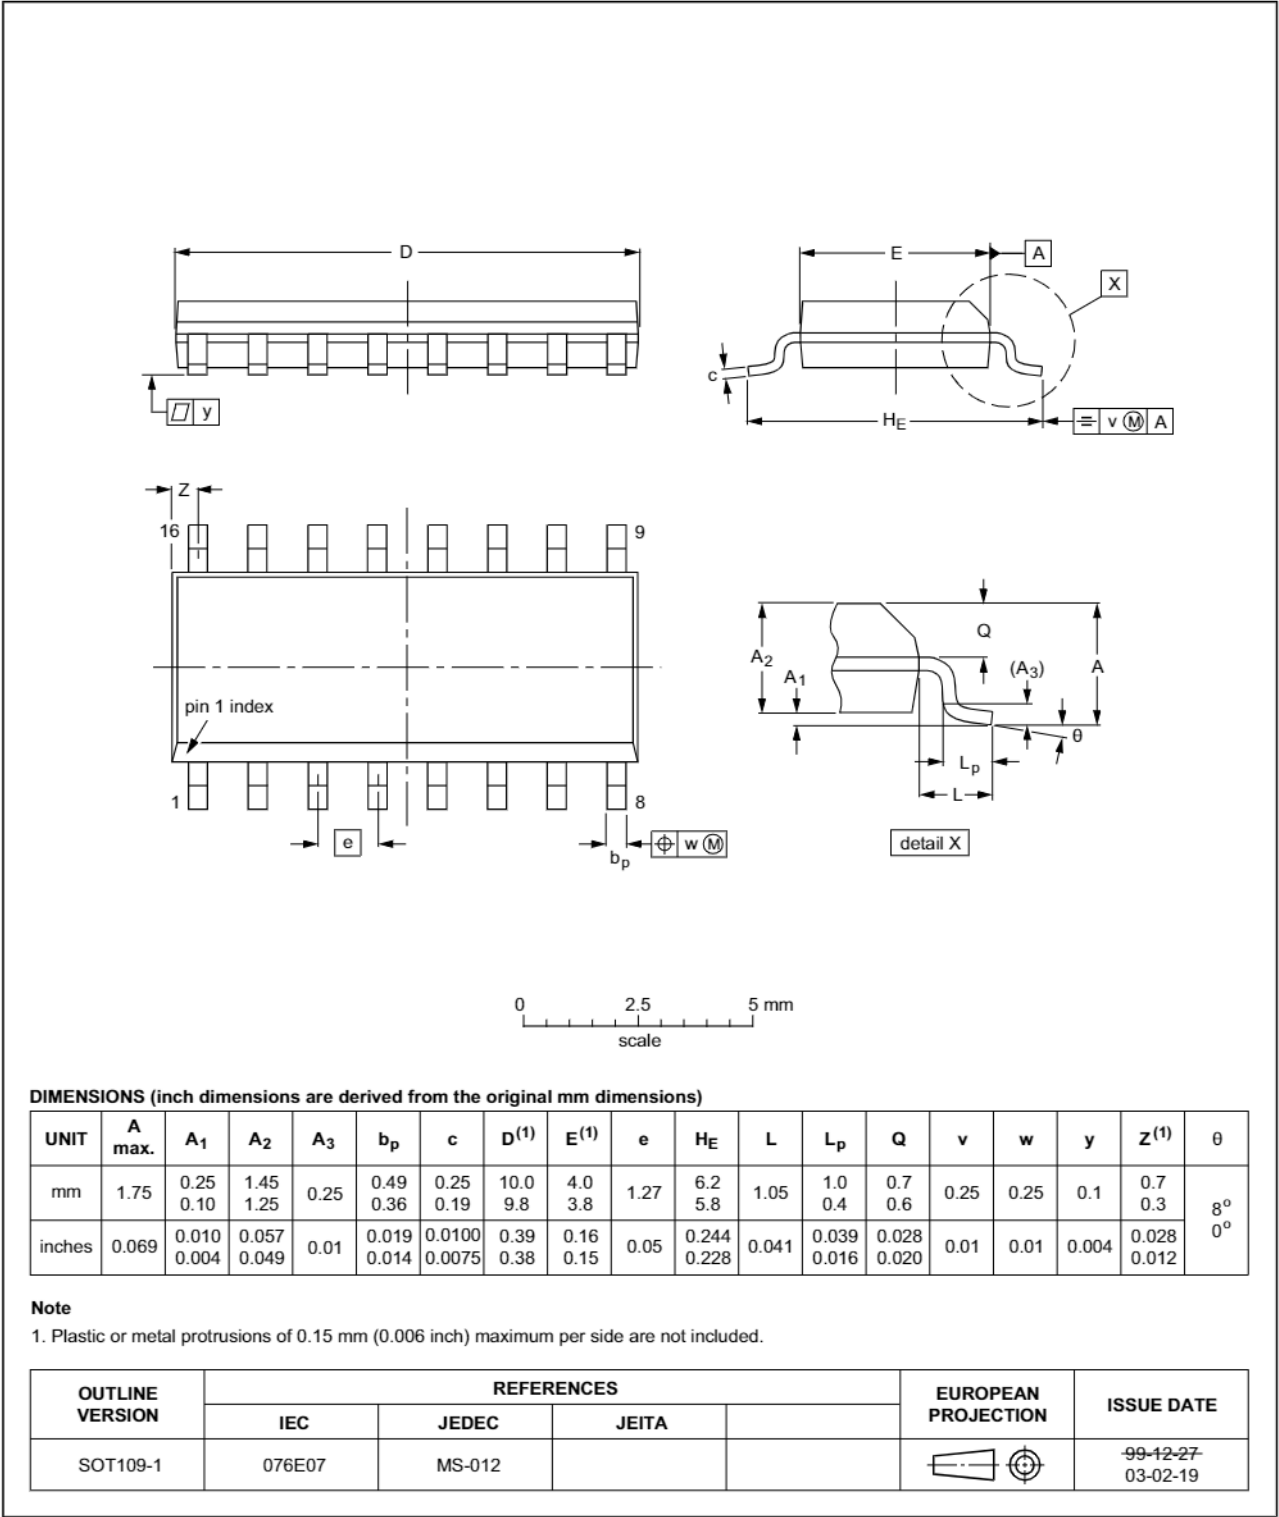 D
E
A
X
c
y
HE
v Ⓜ A
Z
16
9
Q
A2
A1
(A3)
A
pin 1 index
θ
Lp
1
8
L
e
w Ⓜ
bp
detail X
0 2.5 5 mm
scale
DIMENSIONS (inch dimensions are derived from the original mm dimensions)
UNIT A max. A1 A2 A3 bp c D(1) E(1) e HE L Lp Q v w y Z(1) θ
mm 1.75 0.25 0.10 1.45 1.25 0.25 0.49 0.36 0.25 0.19 10.0 9.8 4.0 3.8 1.27 6.2 5.8 1.05 1.0 0.4 0.7 0.6 0.25 0.25 0.1 0.7 0.3 8° 0°
inches 0.069 0.010 0.004 0.057 0.049 0.01 0.019 0.014 0.0100 0.0075 0.39 0.38 0.16 0.15 0.05 0.244 0.228 0.041 0.039 0.016 0.028 0.020 0.01 0.01 0.004 0.028 0.012
Note
1. Plastic or metal protrusions of 0.15 mm (0.006 inch) maximum per side are not included.
OUTLINE VERSION REFERENCES EUROPEAN PROJECTION ISSUE DATE
IEC JEDEC JEITA
SOT109-1 076E07 MS-012 99-12-27
03-02-19